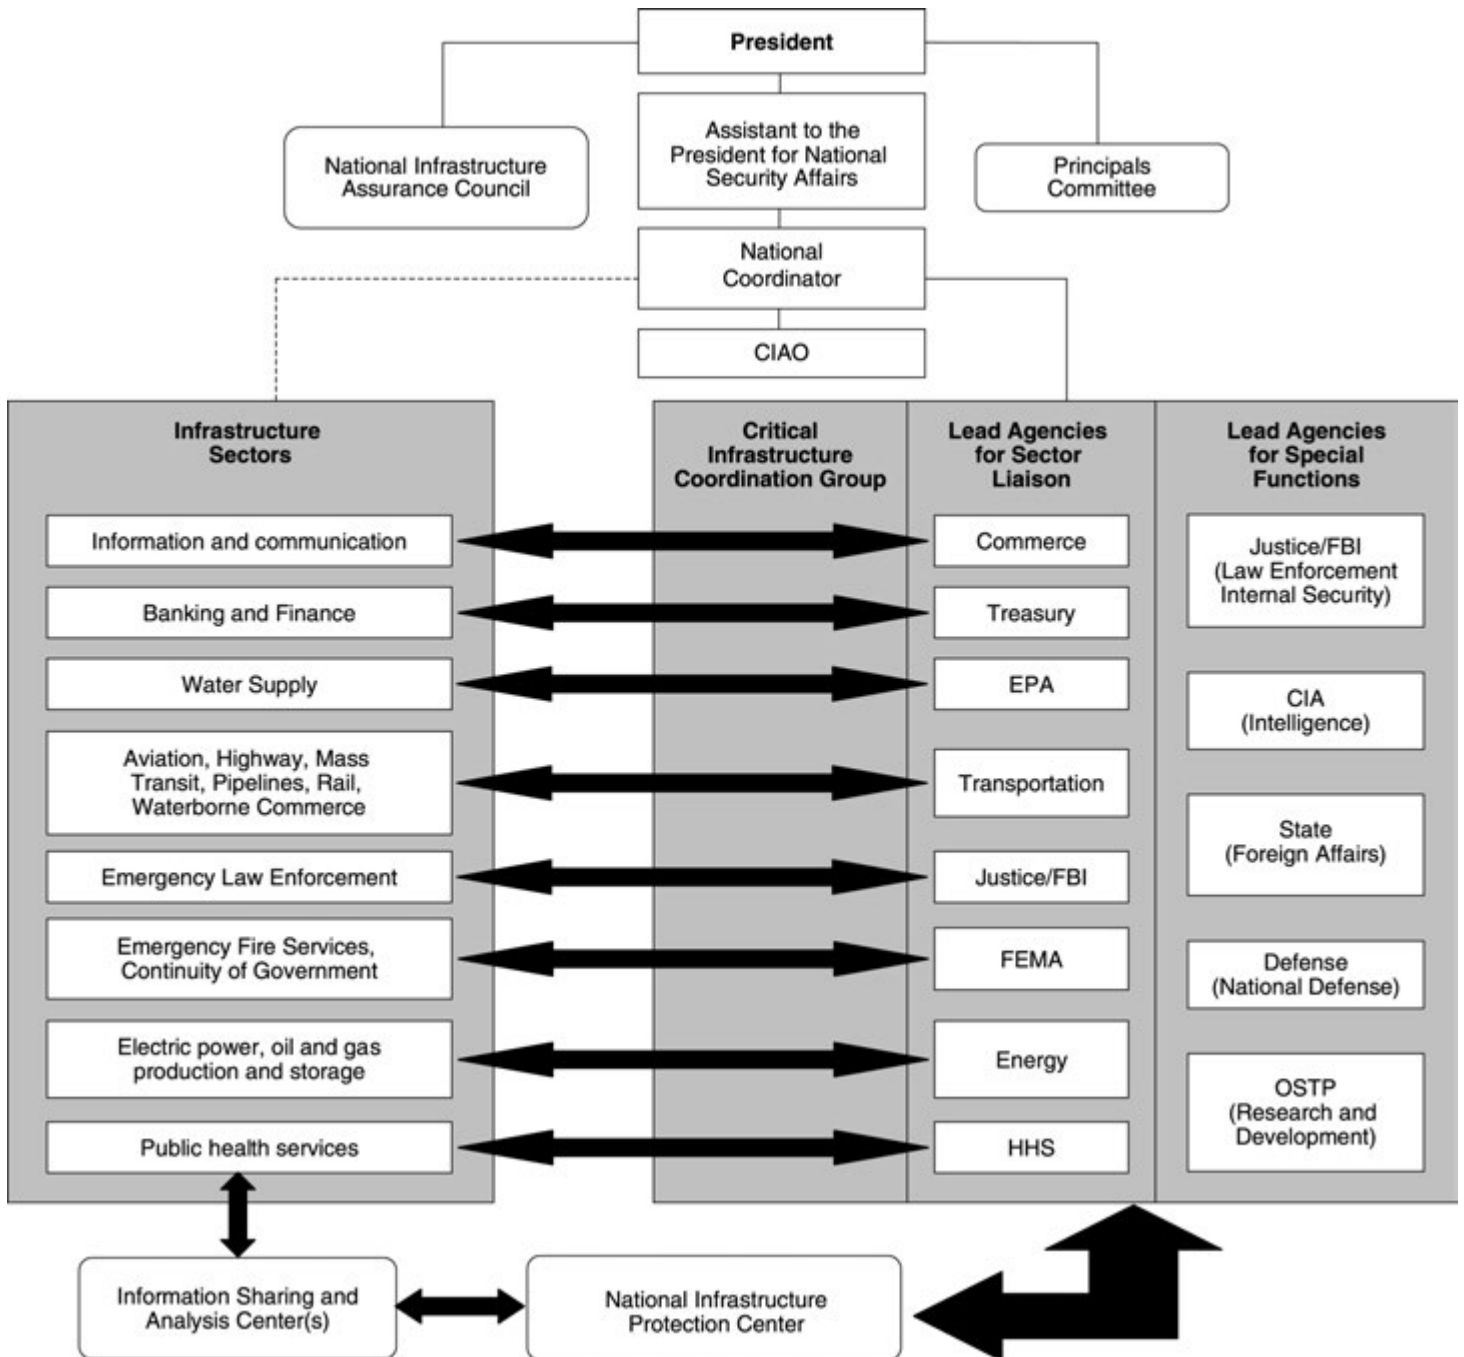 President
National Infrastructure
Assurance Council
Assistant to the
President for National
Security Affairs
Principals
Committee
National
Coordinator
CIAO
Infrastructure
Sectors
Critical
Infrastructure
Coordination Group
Lead Agencies
for Sector
Liaison
Lead Agencies
for Special
Functions
Information and communication
Commerce
Banking and Finance
Treasury
Water Supply
EPA
Aviation, Highway, Mass
Transit, Pipelines, Rail,
Waterborne Commerce
Transportation
Emergency Law Enforcement
Justice/FBI
Emergency Fire Services,
Continuity of Government
FEMA
Electric power, oil and gas
production and storage
Energy
Public health services
HHS
Justice/FBI
(Law Enforcement
Internal Security)
CIA
(Intelligence)
State
(Foreign Affairs)
Defense
(National Defense)
OSTP
(Research and
Development)
Information Sharing and
Analysis Center(s)
National Infrastructure
Protection Center